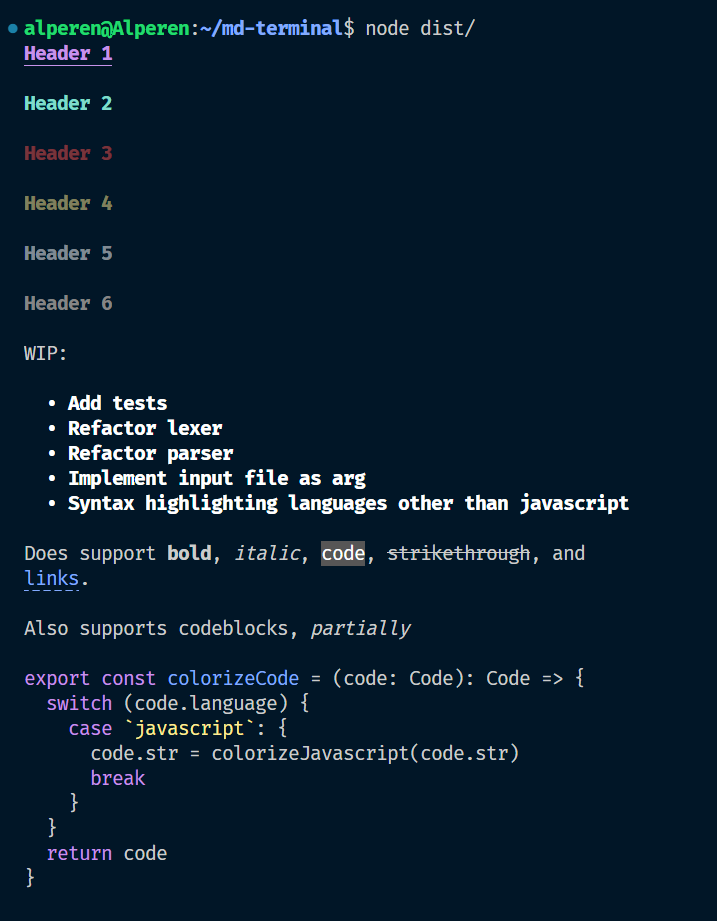 alperen@Alperen:~/md-terminal$ node dist/
Header 1
Header 2
Header 3
Header 4
Header 5
Header 6
WIP:
• Add tests
• Refactor lexer
• Refactor parser
• Implement input file as arg
• Syntax highlighting languages other than javascript
Does support bold, italic, code, strikethrough, and
links.
Also supports codeblocks, partially
export const colorizeCode = (code: Code): Code => {
  switch (code.language) {
    case `javascript`: {
      code.str = colorizeJavascript(code.str)
      break
    }
  }
  return code
}